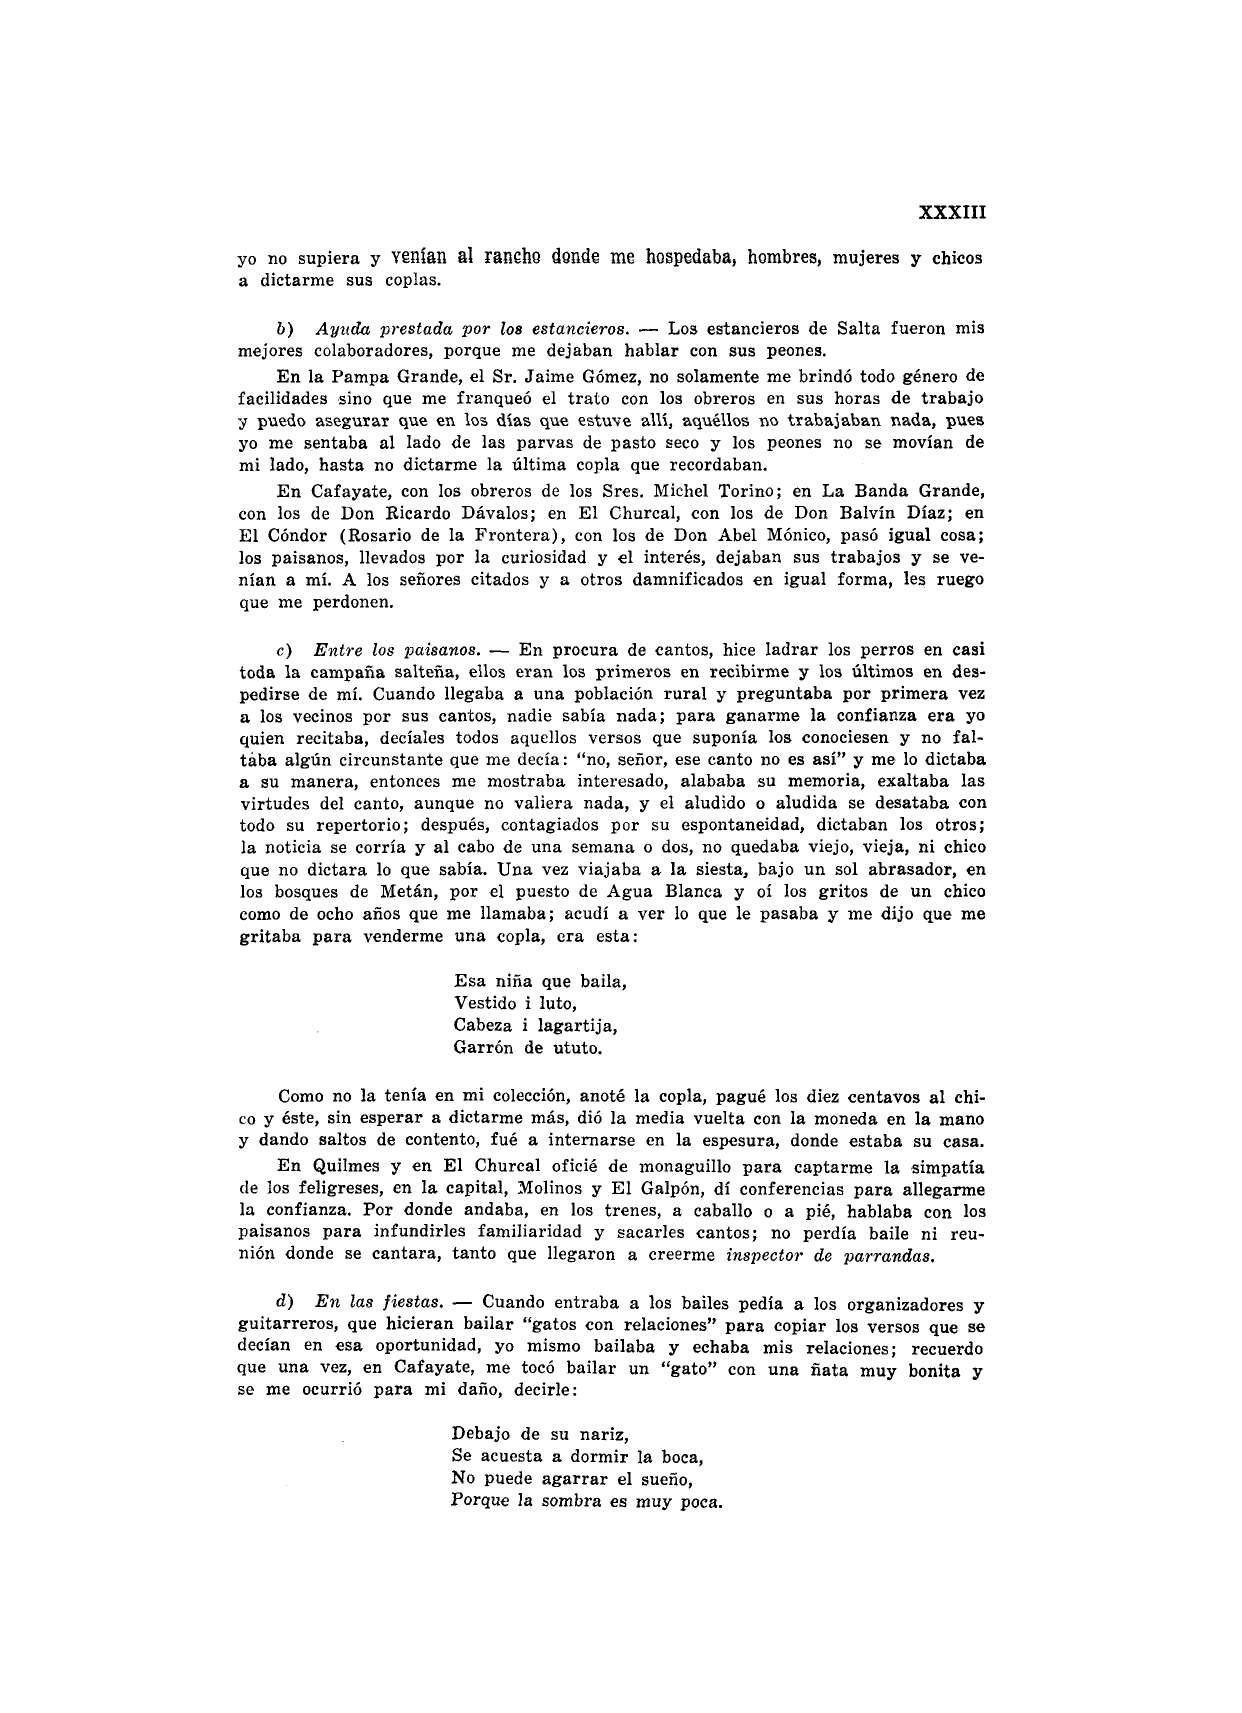 XXXIII
yo no supiera y venían al rancho donde me hospedaba, hombres, mujeres y chicos
a dictarme sus coplas.
b) Ayuda prestada por los estancieros. — Los estancieros de Salta fueron mis
mejores colaboradores, porque me dejaban hablar con sus peones.
En la Pampa Grande, el Sr. Jaime Gómez, no solamente me brindó todo género de
facilidades sino que me franqueó el trato con los obreros en sus horas de trabajo
y puedo asegurar que en los días que estuve allí, aquéllos no trabajaban nada, pues
yo me sentaba al lado de las parvas de pasto seco y los peones no se movían de
mi lado, hasta no dictarme la última copla que recordaban.
En Cafayate, con los obreros de los Sres. Michel Torino; en La Banda Grande,
con los de Don Ricardo Dávalos; en El Churcal, con los de Don Balvín Díaz; en
El Cóndor (Rosario de la Frontera), con los de Don Abel Mónico, pasó igual cosa;
los paisanos, llevados por la curiosidad y el interés, dejaban sus trabajos y se ve-
nían a mí. A los señores citados y a otros damnificados en igual forma, les ruego
que me perdonen.
c) Entre los paisanos. — En procura de cantos, hice ladrar los perros en casi
toda la campaña salteña, ellos eran los primeros en recibirme y los últimos en des-
pedirse de mí. Cuando llegaba a una población rural y preguntaba por primera vez
a los vecinos por sus cantos, nadie sabía nada; para ganarme la confianza era yo
quien recitaba, decíales todos aquellos versos que suponía los conociesen y no fal-
taba algún circunstante que me decía: “no, señor, ese canto no es así” y me lo dictaba
a su manera, entonces me mostraba interesado, alababa su memoria, exaltaba las
virtudes del canto, aunque no valiera nada, y el aludido o aludida se desataba con
todo su repertorio; después, contagiados por su espontaneidad, dictaban los otros;
la noticia se corría y al cabo de una semana o dos, no quedaba viejo, vieja, ni chico
que no dictara lo que sabía. Una vez viajaba a la siesta, bajo un sol abrasador, en
los bosques de Metán, por el puesto de Agua Blanca y oí los gritos de un chico
como de ocho años que me llamaba; acudí a ver lo que le pasaba y me dijo que me
gritaba para venderme una copla, era esta:
Esa niña que baila,
Vestido i luto,
Cabeza i lagartija,
Garrón de ututo.
Como no la tenía en mi colección, anoté la copla, pagué los diez centavos al chi-
co y éste, sin esperar a dictarme más, dió la media vuelta con la moneda en la mano
y dando saltos de contento, fué a internarse en la espesura, donde estaba su casa.
En Quilmes y en El Churcal oficié de monaguillo para captarme la simpatía
de los feligreses, en la capital, Molinos y El Galpón, dí conferencias para allegarme
la confianza. Por donde andaba, en los trenes, a caballo o a pié, hablaba con los
paisanos para infundirles familiaridad y sacarles cantos; no perdía baile ni reu-
nión donde se cantara, tanto que llegaron a creerme inspector de parrandas.
d) En las fiestas. — Cuando entraba a los bailes pedía a los organizadores y
guitarreros, que hicieran bailar “gatos con relaciones” para copiar los versos que se
decían en esa oportunidad, yo mismo bailaba y echaba mis relaciones; recuerdo
que una vez, en Cafayate, me tocó bailar un “gato” con una ñata muy bonita y
se me ocurrió para mi daño, decirle:
Debajo de su nariz,
Se acuesta a dormir la boca,
No puede agarrar el sueño,
Porque la sombra es muy poca.